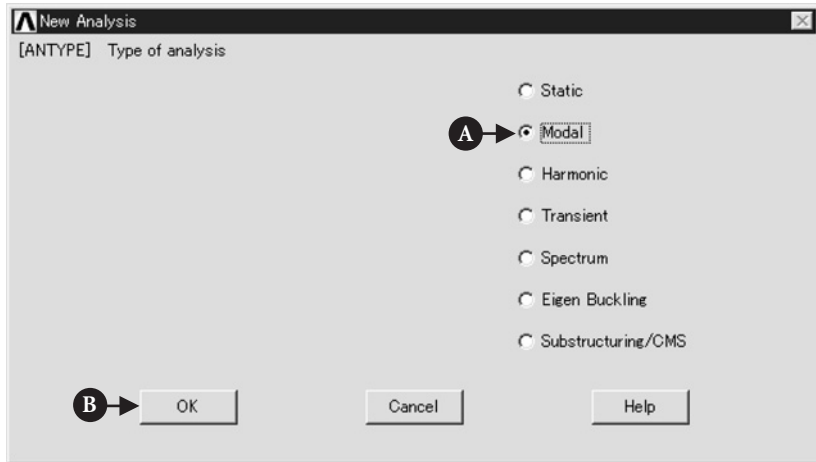 New Analysis
[ANTYPE] Type of analysis
Static
A Modal
Harmonic
Transient
Spectrum
Eigen Buckling
Substructuring/CMS
B OK Cancel Help